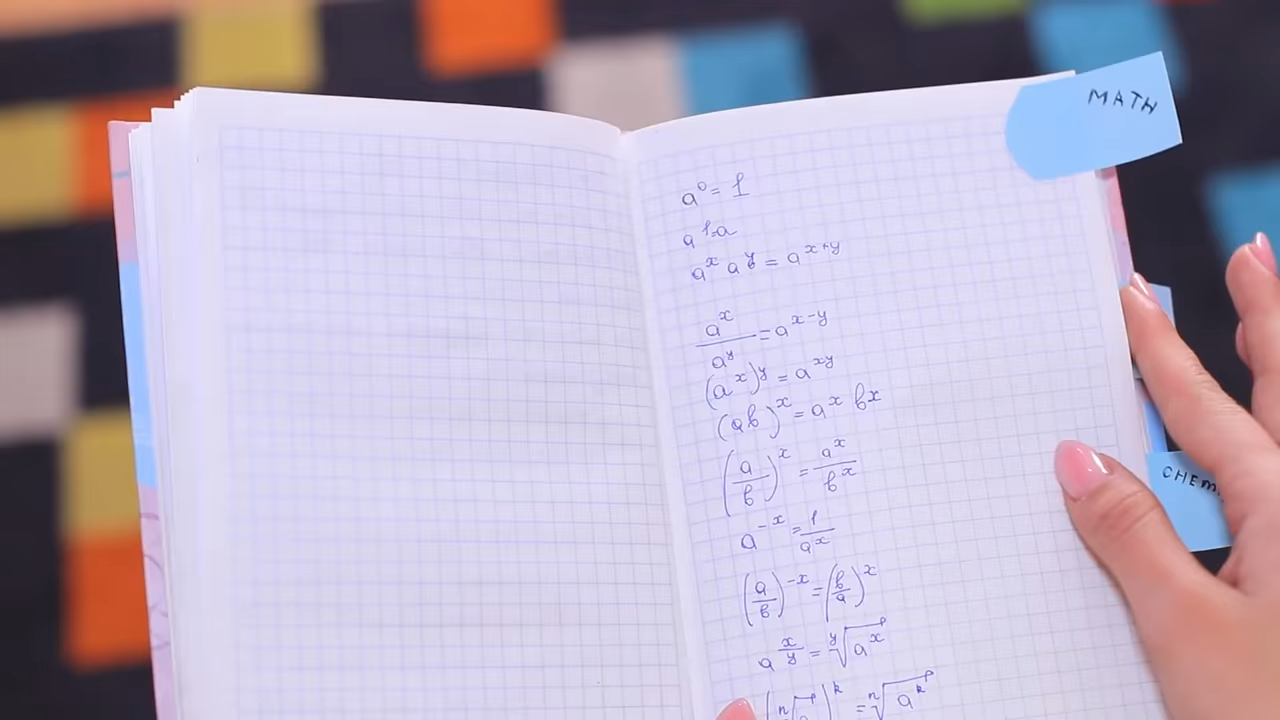 MATH
a⁰ = 1
a¹ = a
aˣ aʸ = aˣ⁺ʸ
aˣ/aʸ = aˣ⁻ʸ
(aˣ)ʸ = aˣʸ
(ab)ˣ = aˣ bˣ
(a/b)ˣ = aˣ/bˣ
a⁻ˣ = 1/aˣ
(a/b)⁻ˣ = (b/a)ˣ
a^(x/y) = ʸ√aˣ
(ⁿ√a)ᵏ = ⁿ√aᵏ